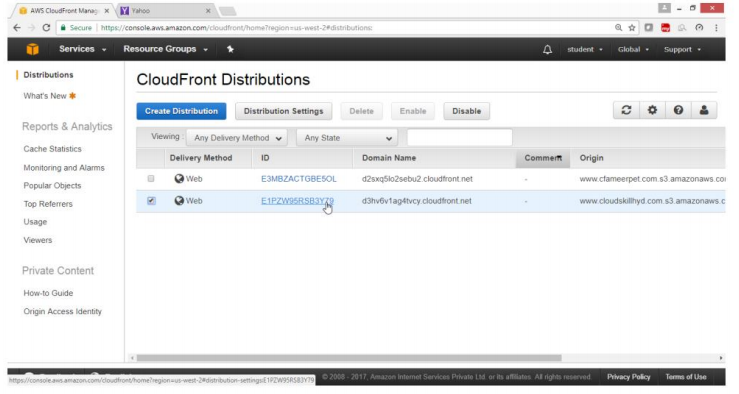 AWS CloudFront Manag
Yahoo
Secure https://console.aws.amazon.com/cloudfront/home?region=us-west-2#distributions:
Services
Resource Groups
student
Global
Support
Distributions
What's New
Reports & Analytics
Cache Statistics
Monitoring and Alarms
Popular Objects
Top Referrers
Usage
Viewers
Private Content
How-to Guide
Origin Access Identity
CloudFront Distributions
Create Distribution Distribution Settings Delete Enable Disable
Viewing : Any Delivery Method Any State
Delivery Method ID Domain Name Comment Origin
Web E3MBZACTGBE5OL d2sxq5lo2sebu2.cloudfront.net - www.cfameerpet.com.s3.amazonaws.co
Web E1PZW95RSB3Y79 d3hv6v1ag4tvcy.cloudfront.net - www.cloudskillhyd.com.s3.amazonaws.c
https://console.aws.amazon.com/cloudfront/home?region=us-west-2#distribution-settings:E1PZW95RSB3Y79
© 2008 - 2017, Amazon Internet Services Private Ltd. or its affiliates. All rights reserved. Privacy Policy Terms of Use